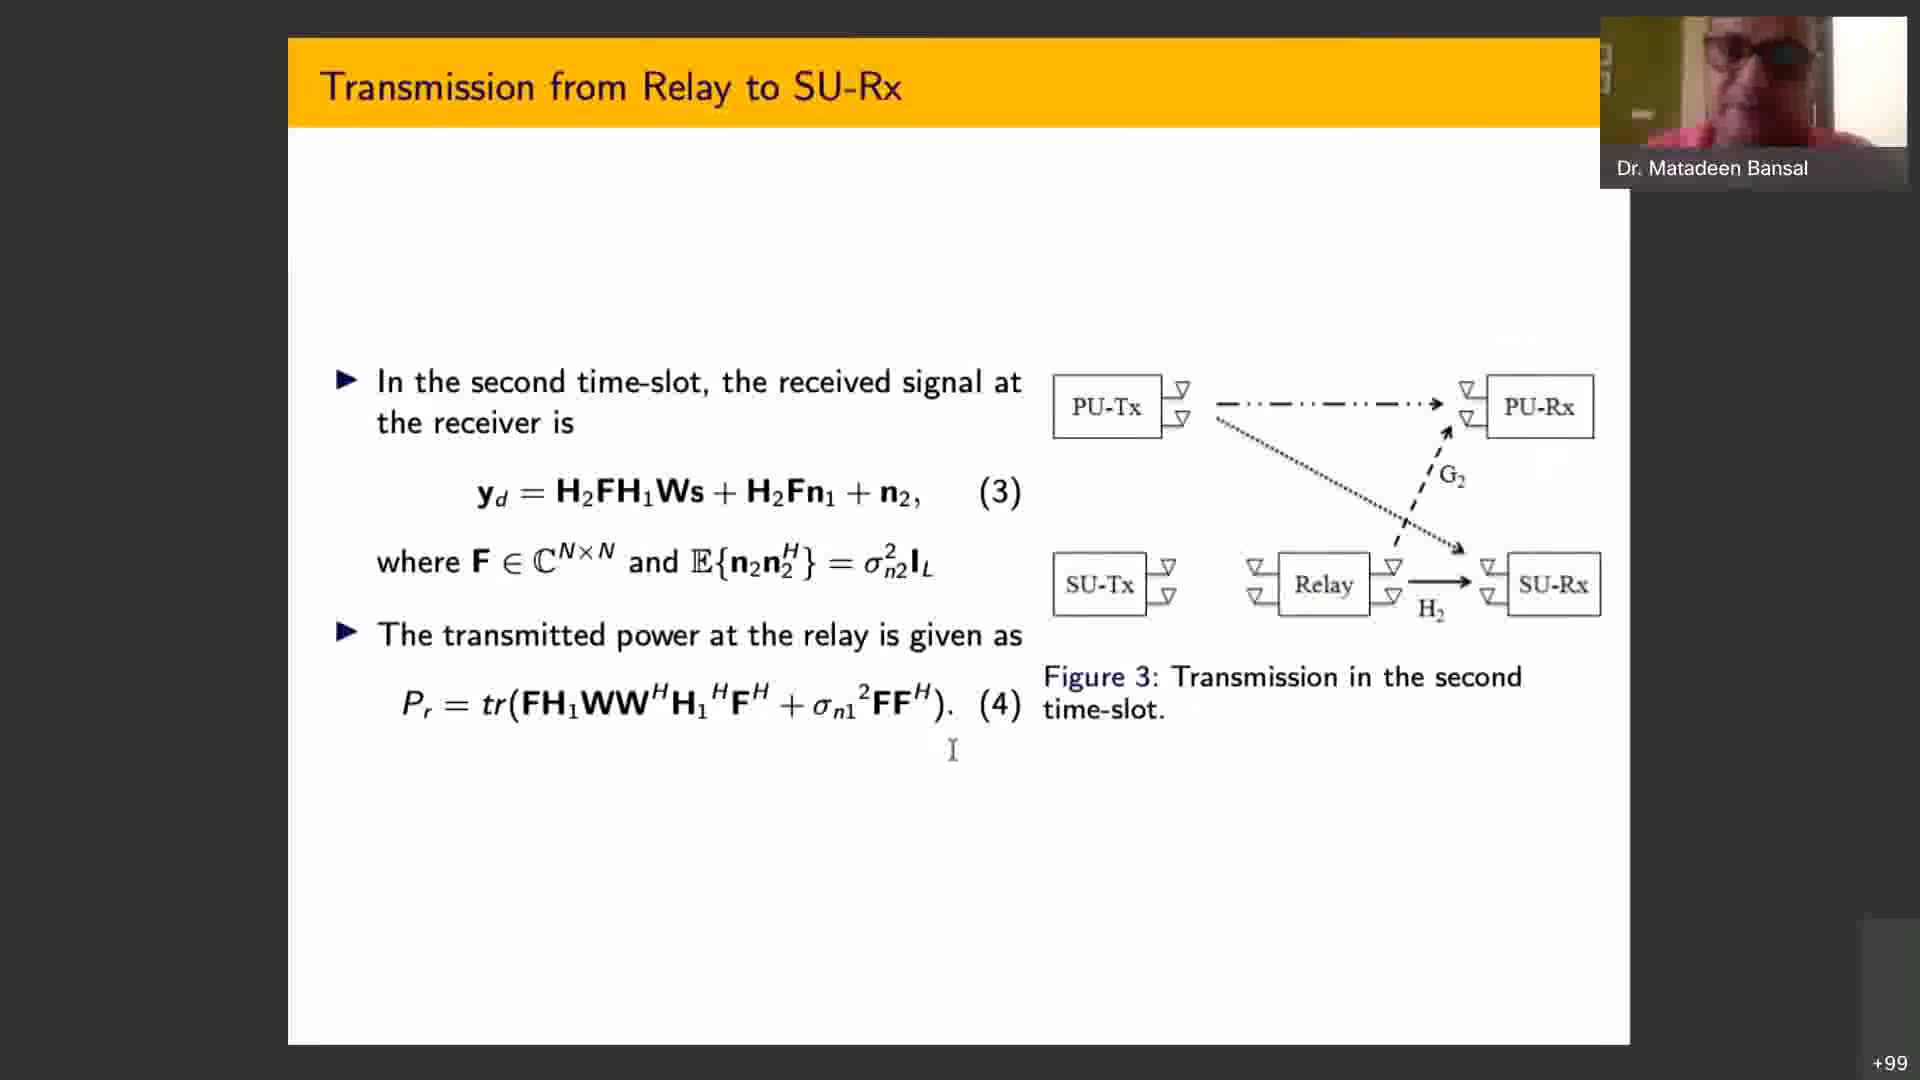 Transmission from Relay to SU-Rx
Dr. Matadeen Bansal
▶ In the second time-slot, the received signal at
the receiver is
y_d = H₂FH₁Ws + H₂Fn₁ + n₂, (3)
where F ∈ ℂ^{N×N} and 𝔼{n₂n₂^H} = σ²_{n2}I_L
▶ The transmitted power at the relay is given as
P_r = tr(FH₁WW^H H₁^H F^H + σ_{n1}²FF^H). (4)
PU-Tx
PU-Rx
G₂
SU-Tx
Relay
H₂
SU-Rx
Figure 3: Transmission in the second
time-slot.
+99